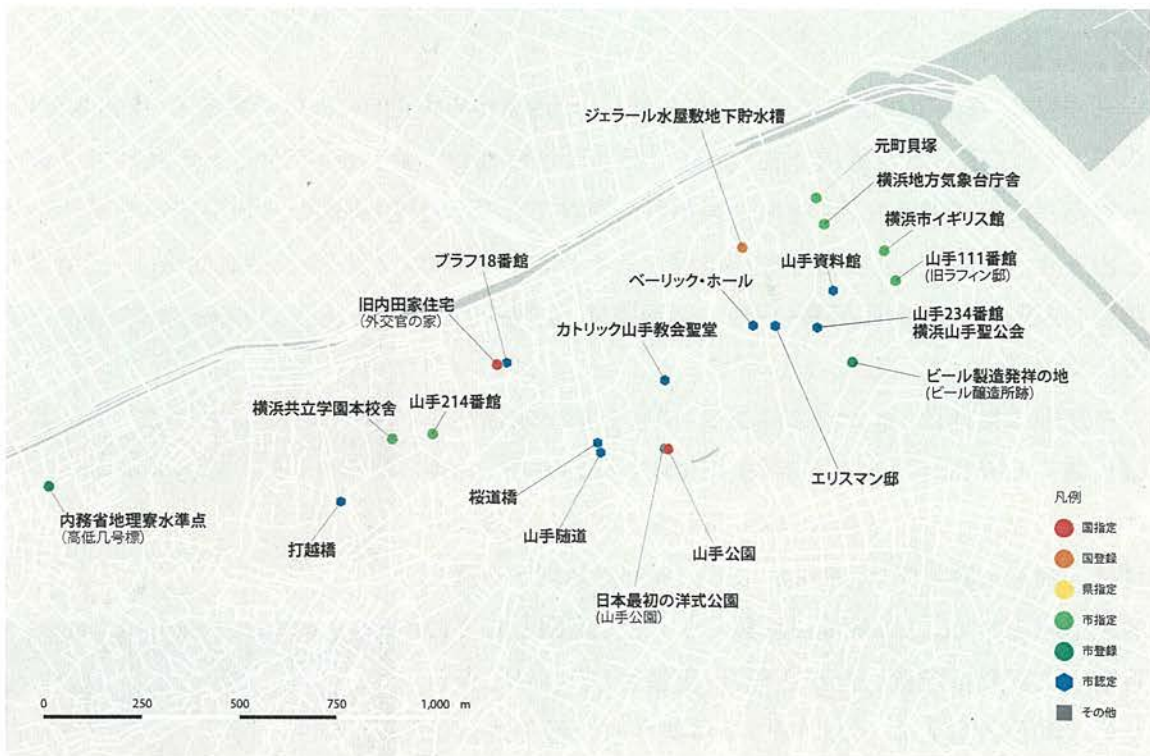 ジェラール水屋敷地下貯水槽
元町貝塚
横浜地方気象台庁舎
横浜市イギリス館
山手資料館
山手111番館
(旧ラフィン邸)
ブラフ18番館
ベーリック・ホール
旧内田家住宅
(外交官の家)
カトリック山手教会聖堂
山手234番館
横浜山手聖公会
ビール製造発祥の地
(ビール醸造所跡)
横浜共立学園本校舎
山手214番館
エリスマン邸
桜道橋
内務省地理寮水準点
(高低几号標)
打越橋
山手隧道
山手公園
日本最初の洋式公園
(山手公園)
凡例
国指定
国登録
県指定
市指定
市登録
市認定
その他
0 250 500 750 1,000 m